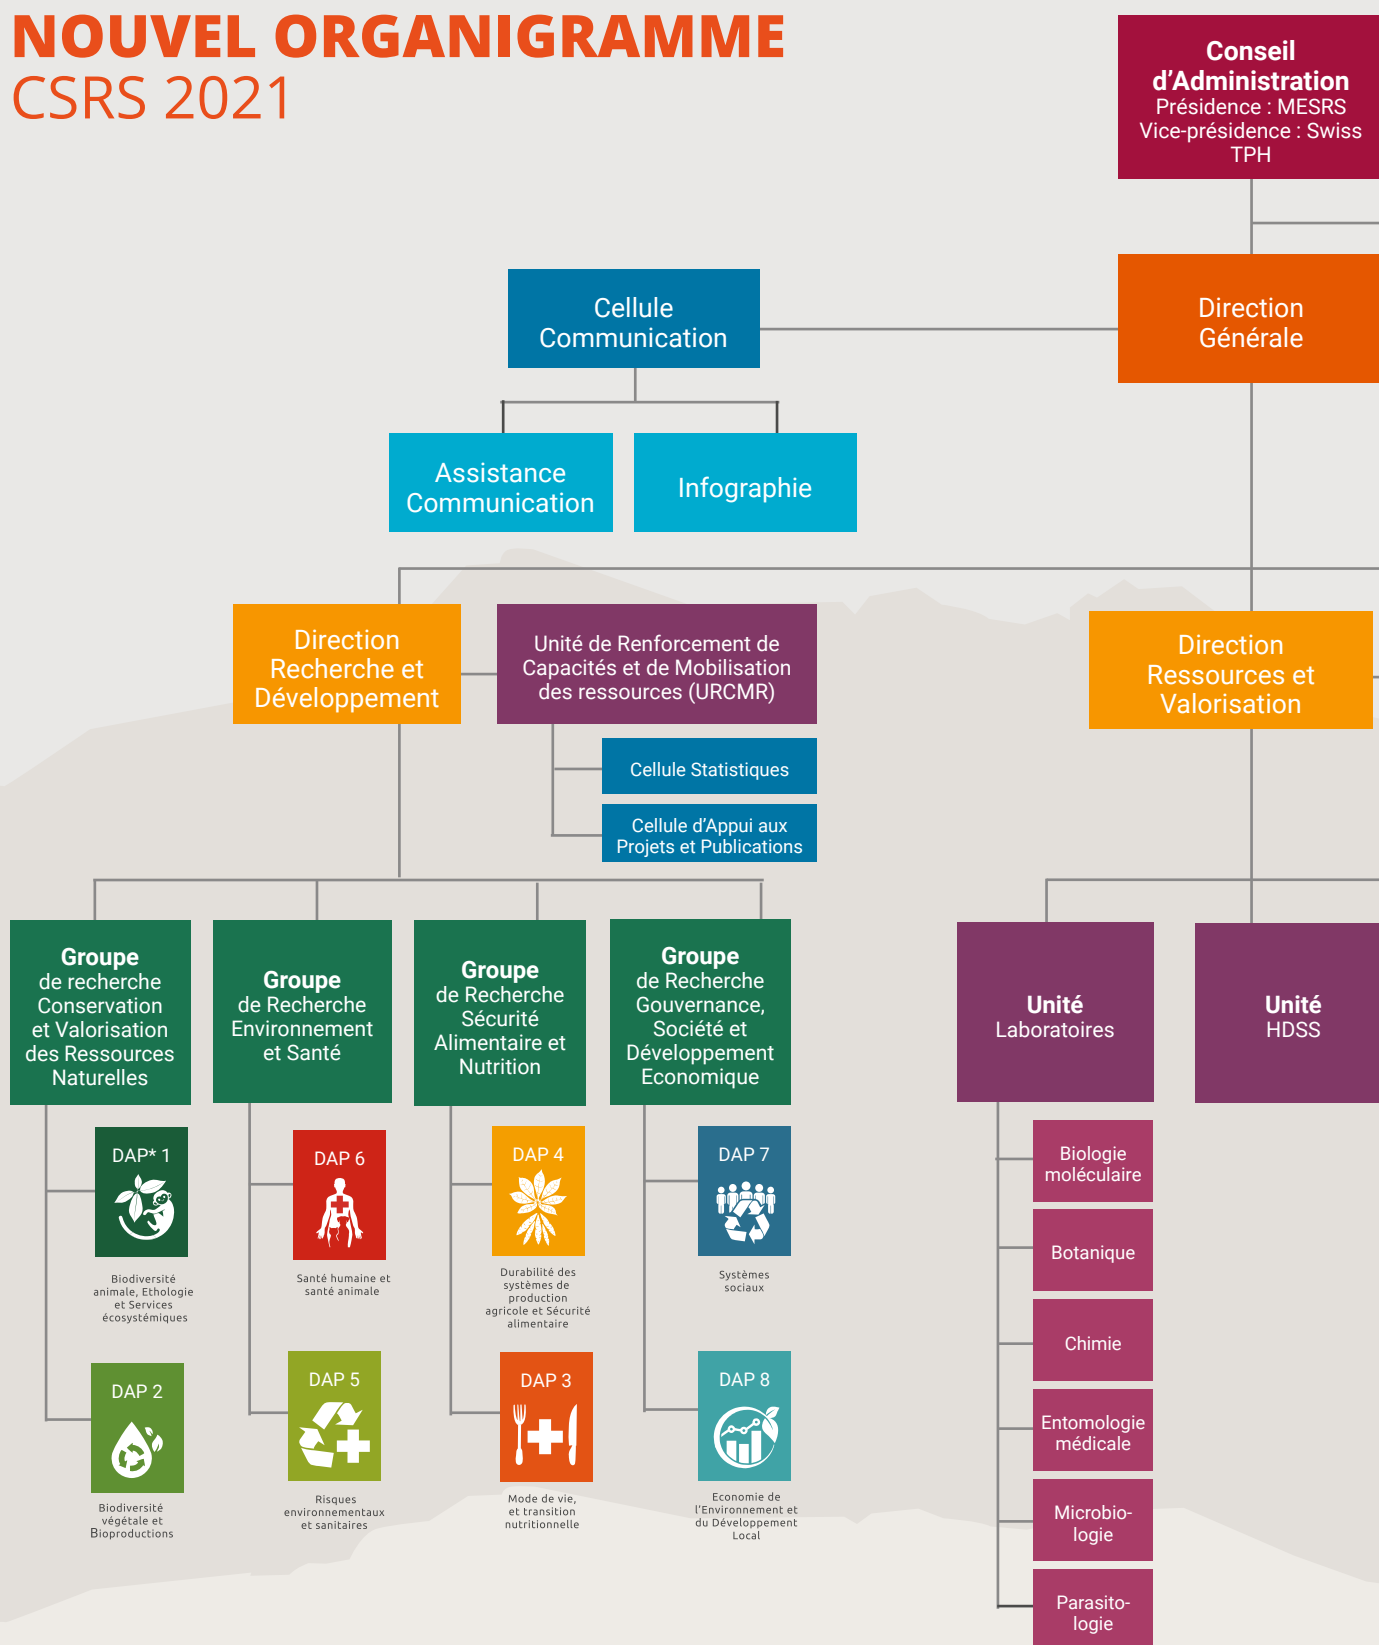 NOUVEL ORGANIGRAMME
CSRS 2021
Conseil
d’Administration
Présidence : MESRS
Vice-présidence : Swiss
TPH
Direction
Générale
Cellule
Communication
Assistance
Communication
Infographie
Direction
Recherche et
Développement
Unité de Renforcement de
Capacités et de Mobilisation
des ressources (URCMR)
Cellule Statistiques
Cellule d’Appui aux
Projets et Publications
Direction
Ressources et
Valorisation
Groupe
de recherche
Conservation
et Valorisation
des Ressources
Naturelles
Groupe
de Recherche
Environnement
et Santé
Groupe
de Recherche
Sécurité
Alimentaire et
Nutrition
Groupe
de Recherche
Gouvernance,
Société et
Développement
Economique
Unité
Laboratoires
Unité
HDSS
DAP* 1
Biodiversité
animale, Ethologie
et Services
écosystémiques
DAP 2
Biodiversité
végétale et
Bioproductions
DAP 6
Santé humaine et
santé animale
DAP 5
Risques
environnementaux
et sanitaires
DAP 4
Durabilité des
systèmes de
production
agricole et Sécurité
alimentaire
DAP 3
Mode de vie,
et transition
nutritionnelle
DAP 7
Systèmes
sociaux
DAP 8
Economie de
l’Environnement et
du Développement
Local
Biologie
moléculaire
Botanique
Chimie
Entomologie
médicale
Microbio-
logie
Parasito-
logie